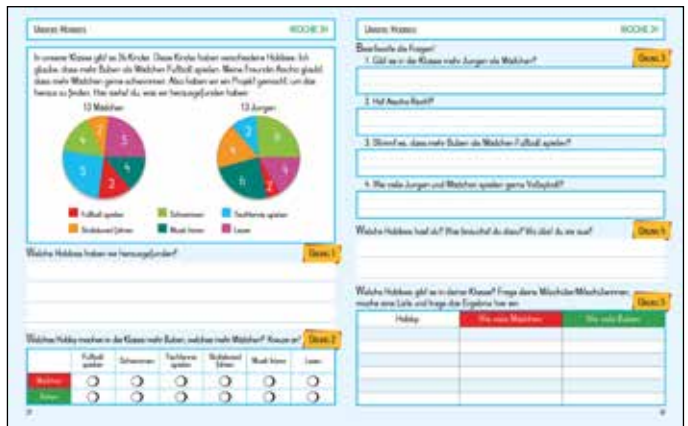 Unsere Hobbys
WOCHE 31
In unserer Klasse gibt es 26 Kinder. Diese Kinder haben verschiedene Hobbys. Ich
glaube, dass mehr Buben als Mädchen Fußball spielen. Meine Freundin Aischa glaubt,
dass mehr Mädchen gerne schwimmen. Also haben wir ein Projekt gemacht, um das
heraus zu finden. Hier siehst du, was wir herausgefunden haben:
13 Mädchen
13 Jungen
Fußball spielen
Schwimmen
Tischtennis spielen
Skateboard fahren
Musik hören
Lesen
Welche Hobbys haben wir herausgefunden?
Übung 1
Welches Hobby machen in der Klasse mehr Buben, welches mehr Mädchen? Kreuze an!
Übung 2
Fußball spielen
Schwimmen
Tischtennis spielen
Skateboard fahren
Musik hören
Lesen
Mädchen
Buben
Unsere Hobbys
WOCHE 31
Beantworte die Fragen!
Übung 3
1. Gibt es in der Klasse mehr Jungen als Mädchen?
2. Hat Aischa Recht?
3. Stimmt es, dass mehr Buben als Mädchen Fußball spielen?
4. Wie viele Jungen und Mädchen spielen gerne Volleyball?
Welche Hobbys hast du? Was brauchst du dazu? Wo übst du sie aus?
Übung 4
Welche Hobbys gibt es in deiner Klasse? Frage deine Mitschüler/Mitschülerinnen,
mache eine Liste und trage das Ergebnis hier ein.
Übung 5
Hobby
Wie viele Mädchen
Wie viele Buben